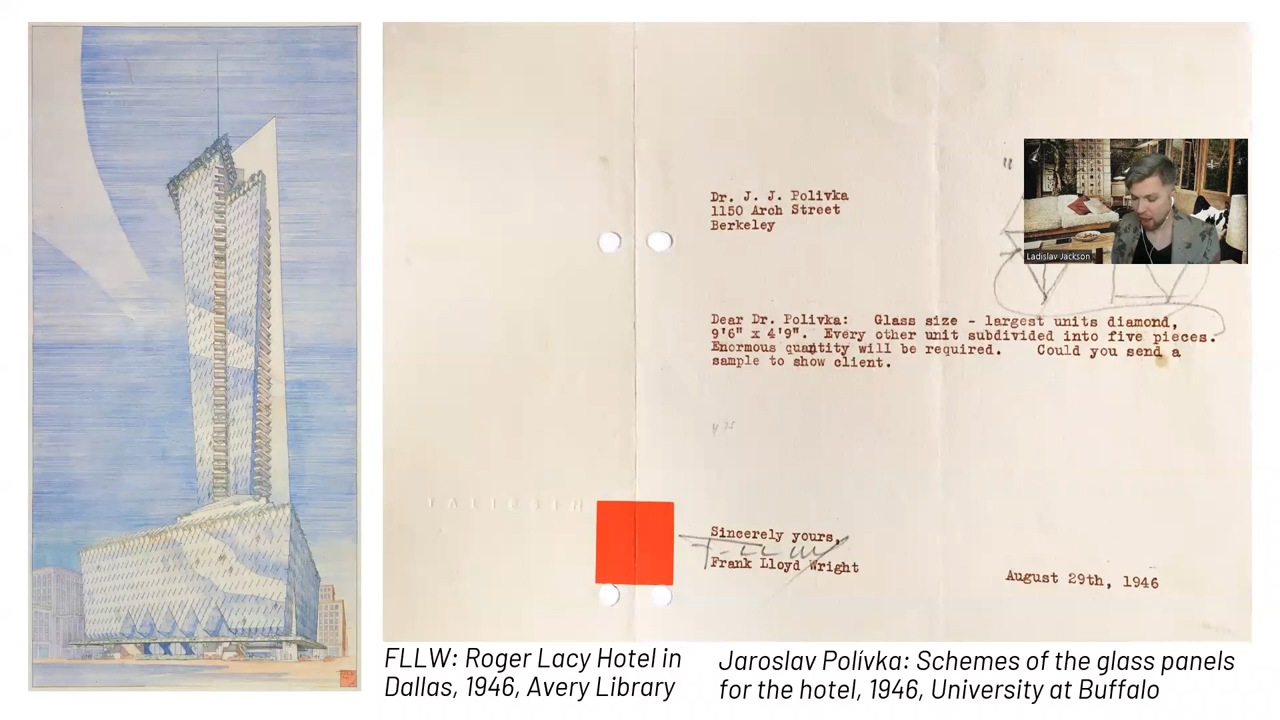 Dr. J. J. Polivka
1150 Arch Street
Berkeley
Ladislav Jackson
Dear Dr. Polivka: Glass size - largest units diamond,
9'6" x 4'9". Every other unit subdivided into five pieces.
Enormous quantity will be required. Could you send a
sample to show client.
TALIESIN
Sincerely yours,
Frank Lloyd Wright
August 29th, 1946
FLLW: Roger Lacy Hotel in
Dallas, 1946, Avery Library
Jaroslav Polívka: Schemes of the glass panels
for the hotel, 1946, University at Buffalo